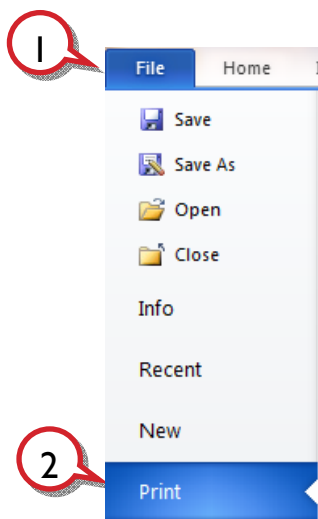 1
File Home
Save
Save As
Open
Close
Info
Recent
New
2
Print